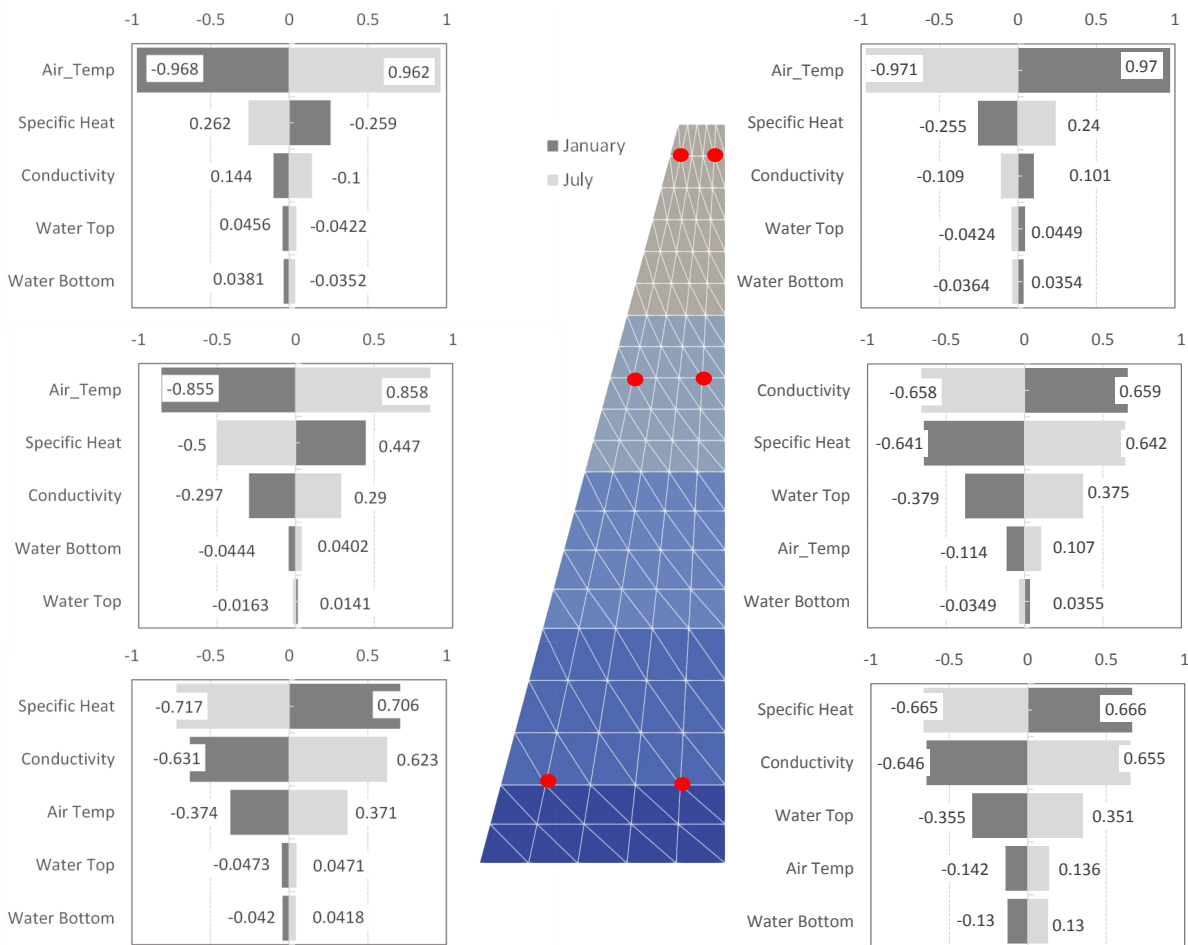 -1 -0.5 0 0.5 1
Air_Temp -0.968 0.962
Specific Heat 0.262 -0.259
Conductivity 0.144 -0.1
Water Top 0.0456 -0.0422
Water Bottom 0.0381 -0.0352
-1 -0.5 0 0.5 1
Air_Temp -0.855 0.858
Specific Heat -0.5 0.447
Conductivity -0.297 0.29
Water Bottom -0.0444 0.0402
Water Top -0.0163 0.0141
-1 -0.5 0 0.5 1
Specific Heat -0.717 0.706
Conductivity -0.631 0.623
Air Temp -0.374 0.371
Water Top -0.0473 0.0471
Water Bottom -0.042 0.0418
January
July
-1 -0.5 0 0.5 1
Air_Temp -0.971 0.97
Specific Heat -0.255 0.24
Conductivity -0.109 0.101
Water Top -0.0424 0.0449
Water Bottom -0.0364 0.0354
-1 -0.5 0 0.5 1
Conductivity -0.658 0.659
Specific Heat -0.641 0.642
Water Top -0.379 0.375
Air_Temp -0.114 0.107
Water Bottom -0.0349 0.0355
-1 -0.5 0 0.5 1
Specific Heat -0.665 0.666
Conductivity -0.646 0.655
Water Top -0.355 0.351
Air Temp -0.142 0.136
Water Bottom -0.13 0.13